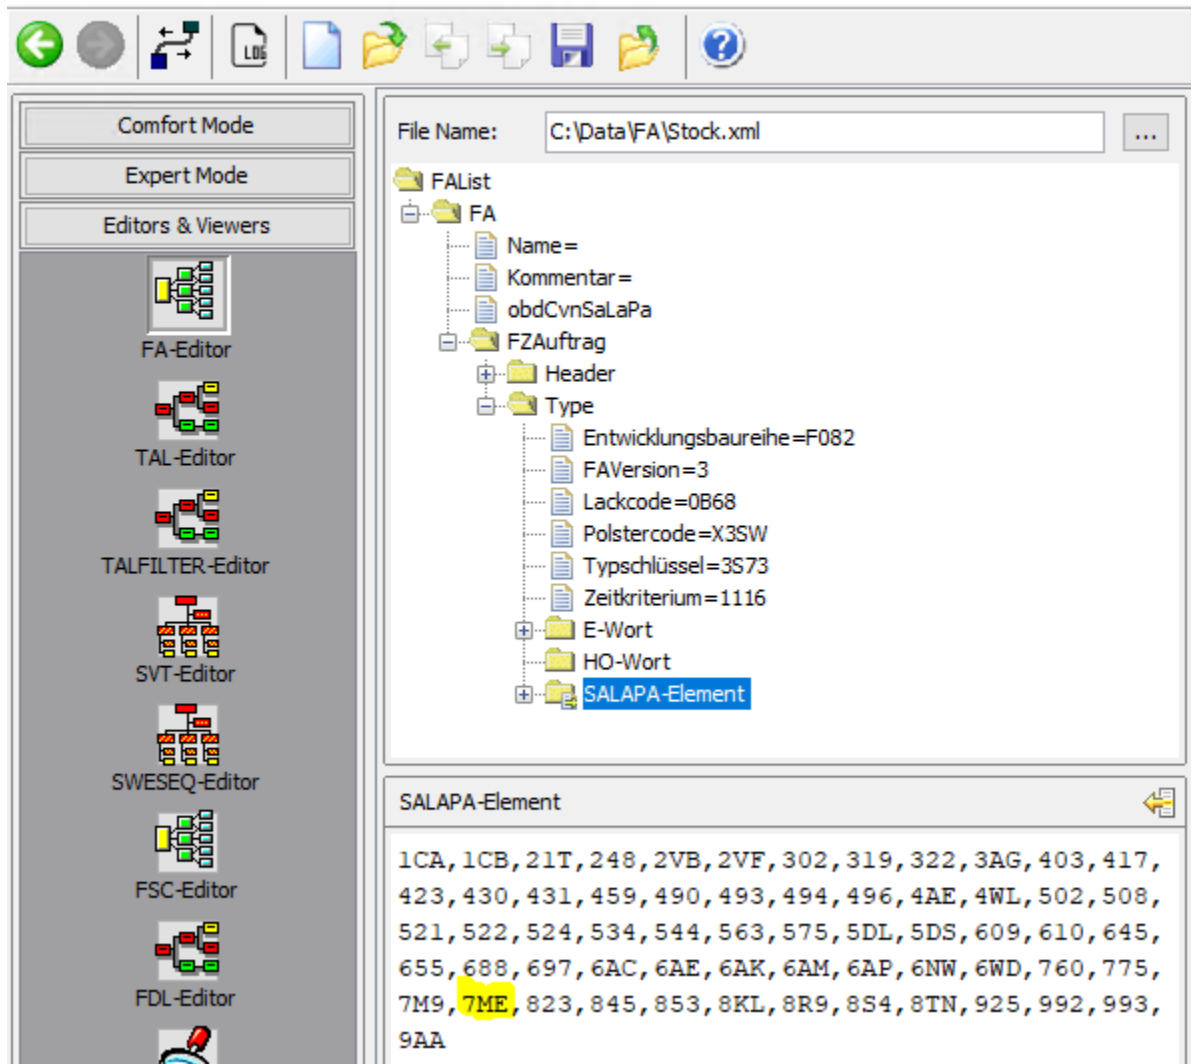 LOG
Comfort Mode
Expert Mode
Editors & Viewers
FA-Editor
TAL-Editor
TALFILTER-Editor
SVT-Editor
SWESEQ-Editor
FSC-Editor
FDL-Editor
File Name: C:\Data\FA\Stock.xml ...
FAList
FA
Name=
Kommentar=
obdCvnSaLaPa
FZAuftrag
Header
Type
Entwicklungsbaureihe=F082
FAVersion=3
Lackcode=0B68
Polstercode=X3SW
Typschlüssel=3S73
Zeitkriterium=1116
E-Wort
HO-Wort
SALAPA-Element
SALAPA-Element
1CA,1CB,21T,248,2VB,2VF,302,319,322,3AG,403,417,
423,430,431,459,490,493,494,496,4AE,4WL,502,508,
521,522,524,534,544,563,575,5DL,5DS,609,610,645,
655,688,697,6AC,6AE,6AK,6AM,6AP,6NW,6WD,760,775,
7M9,7ME,823,845,853,8KL,8R9,8S4,8TN,925,992,993,
9AA